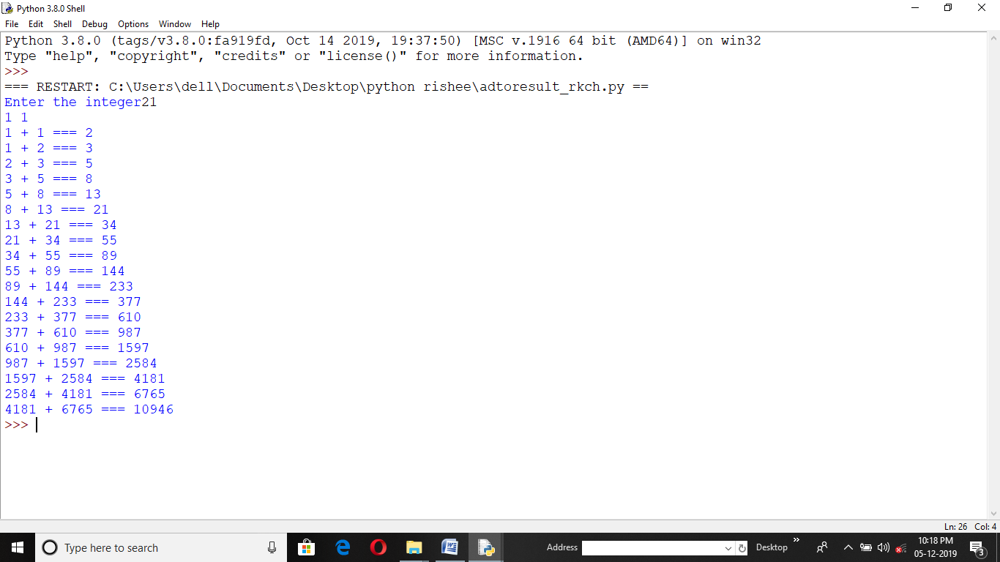 Python 3.8.0 Shell
File Edit Shell Debug Options Window Help
Python 3.8.0 (tags/v3.8.0:fa919fd, Oct 14 2019, 19:37:50) [MSC v.1916 64 bit (AMD64)] on win32
Type "help", "copyright", "credits" or "license()" for more information.
>>>
=== RESTART: C:\Users\dell\Documents\Desktop\python rishee\adtoresult_rkch.py ==
Enter the integer21
1 1
1 + 1 === 2
1 + 2 === 3
2 + 3 === 5
3 + 5 === 8
5 + 8 === 13
8 + 13 === 21
13 + 21 === 34
21 + 34 === 55
34 + 55 === 89
55 + 89 === 144
89 + 144 === 233
144 + 233 === 377
233 + 377 === 610
377 + 610 === 987
610 + 987 === 1597
987 + 1597 === 2584
1597 + 2584 === 4181
2584 + 4181 === 6765
4181 + 6765 === 10946
>>>
Ln: 26 Col: 4
Type here to search
Address
Desktop
10:18 PM
05-12-2019
3